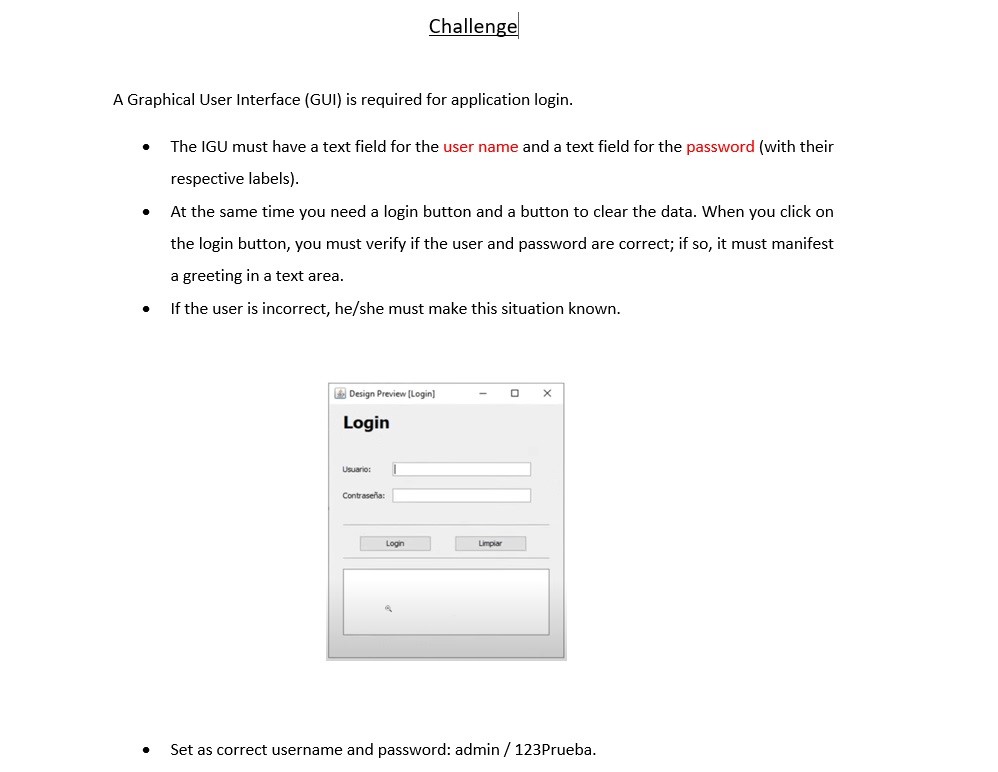 Challenge
A Graphical User Interface (GUI) is required for application login.
• The IGU must have a text field for the user name and a text field for the password (with their
respective labels).
• At the same time you need a login button and a button to clear the data. When you click on
the login button, you must verify if the user and password are correct; if so, it must manifest
a greeting in a text area.
• If the user is incorrect, he/she must make this situation known.
Design Preview [Login]
Login
Usuario:
Contraseña:
Login Limpiar
• Set as correct username and password: admin / 123Prueba.